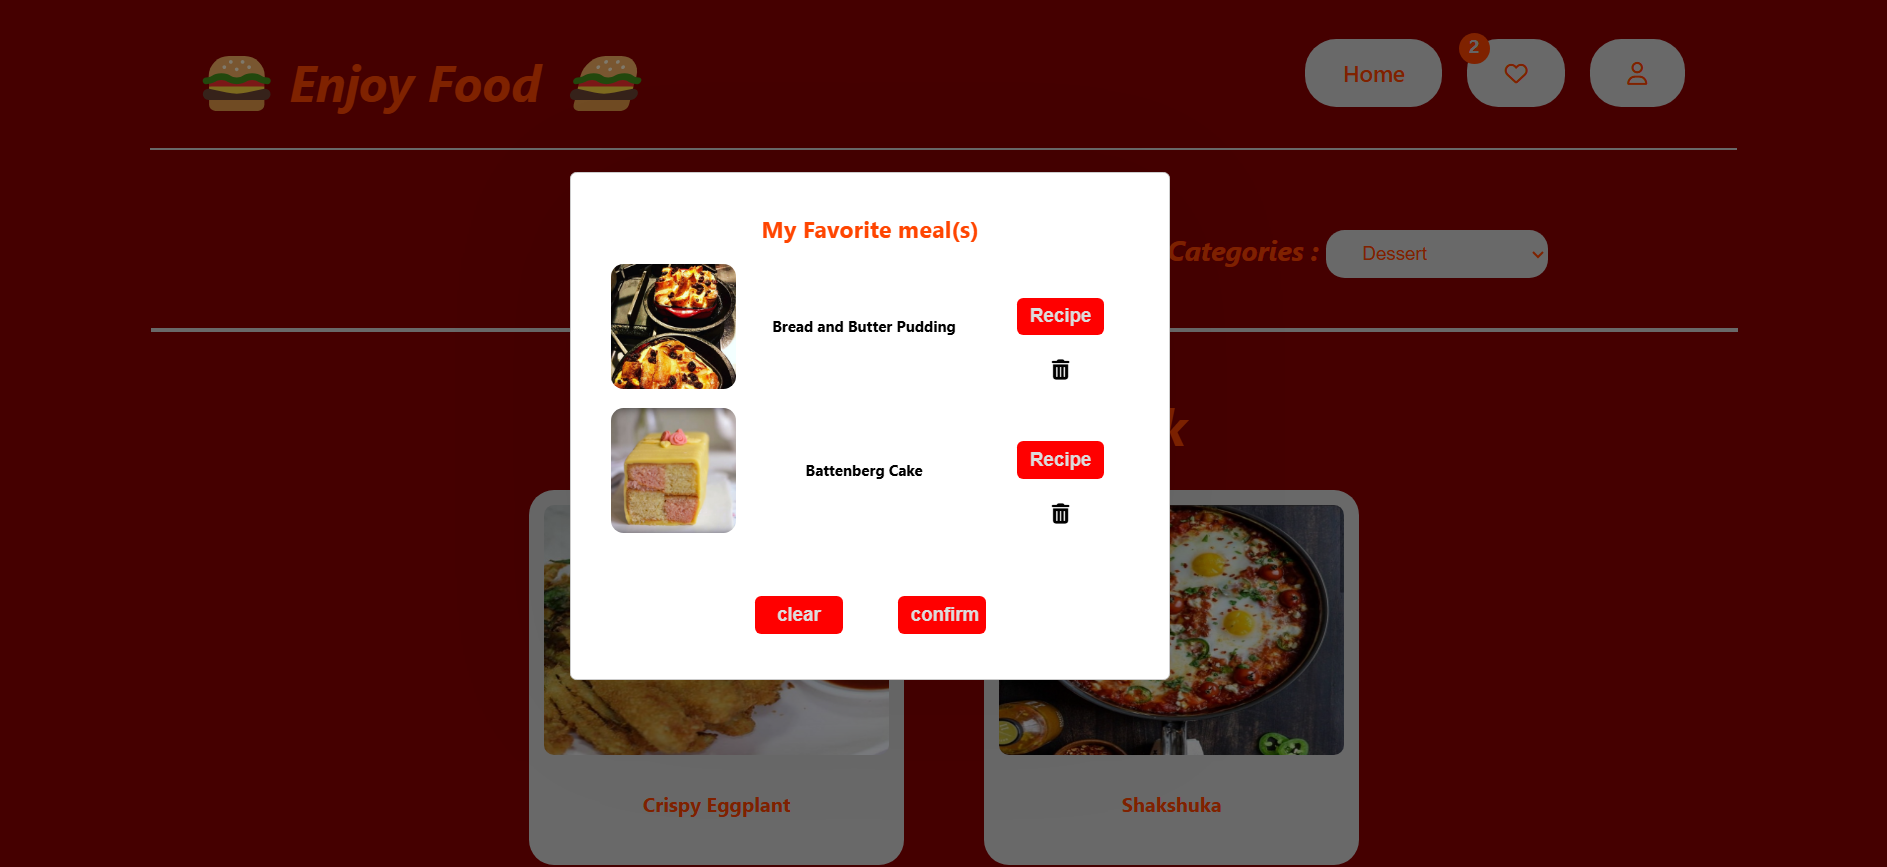 Enjoy Food
Home
2
Categories :
Dessert
My Favorite meal(s)
Bread and Butter Pudding
Recipe
Battenberg Cake
Recipe
clear
confirm
Crispy Eggplant
Shakshuka